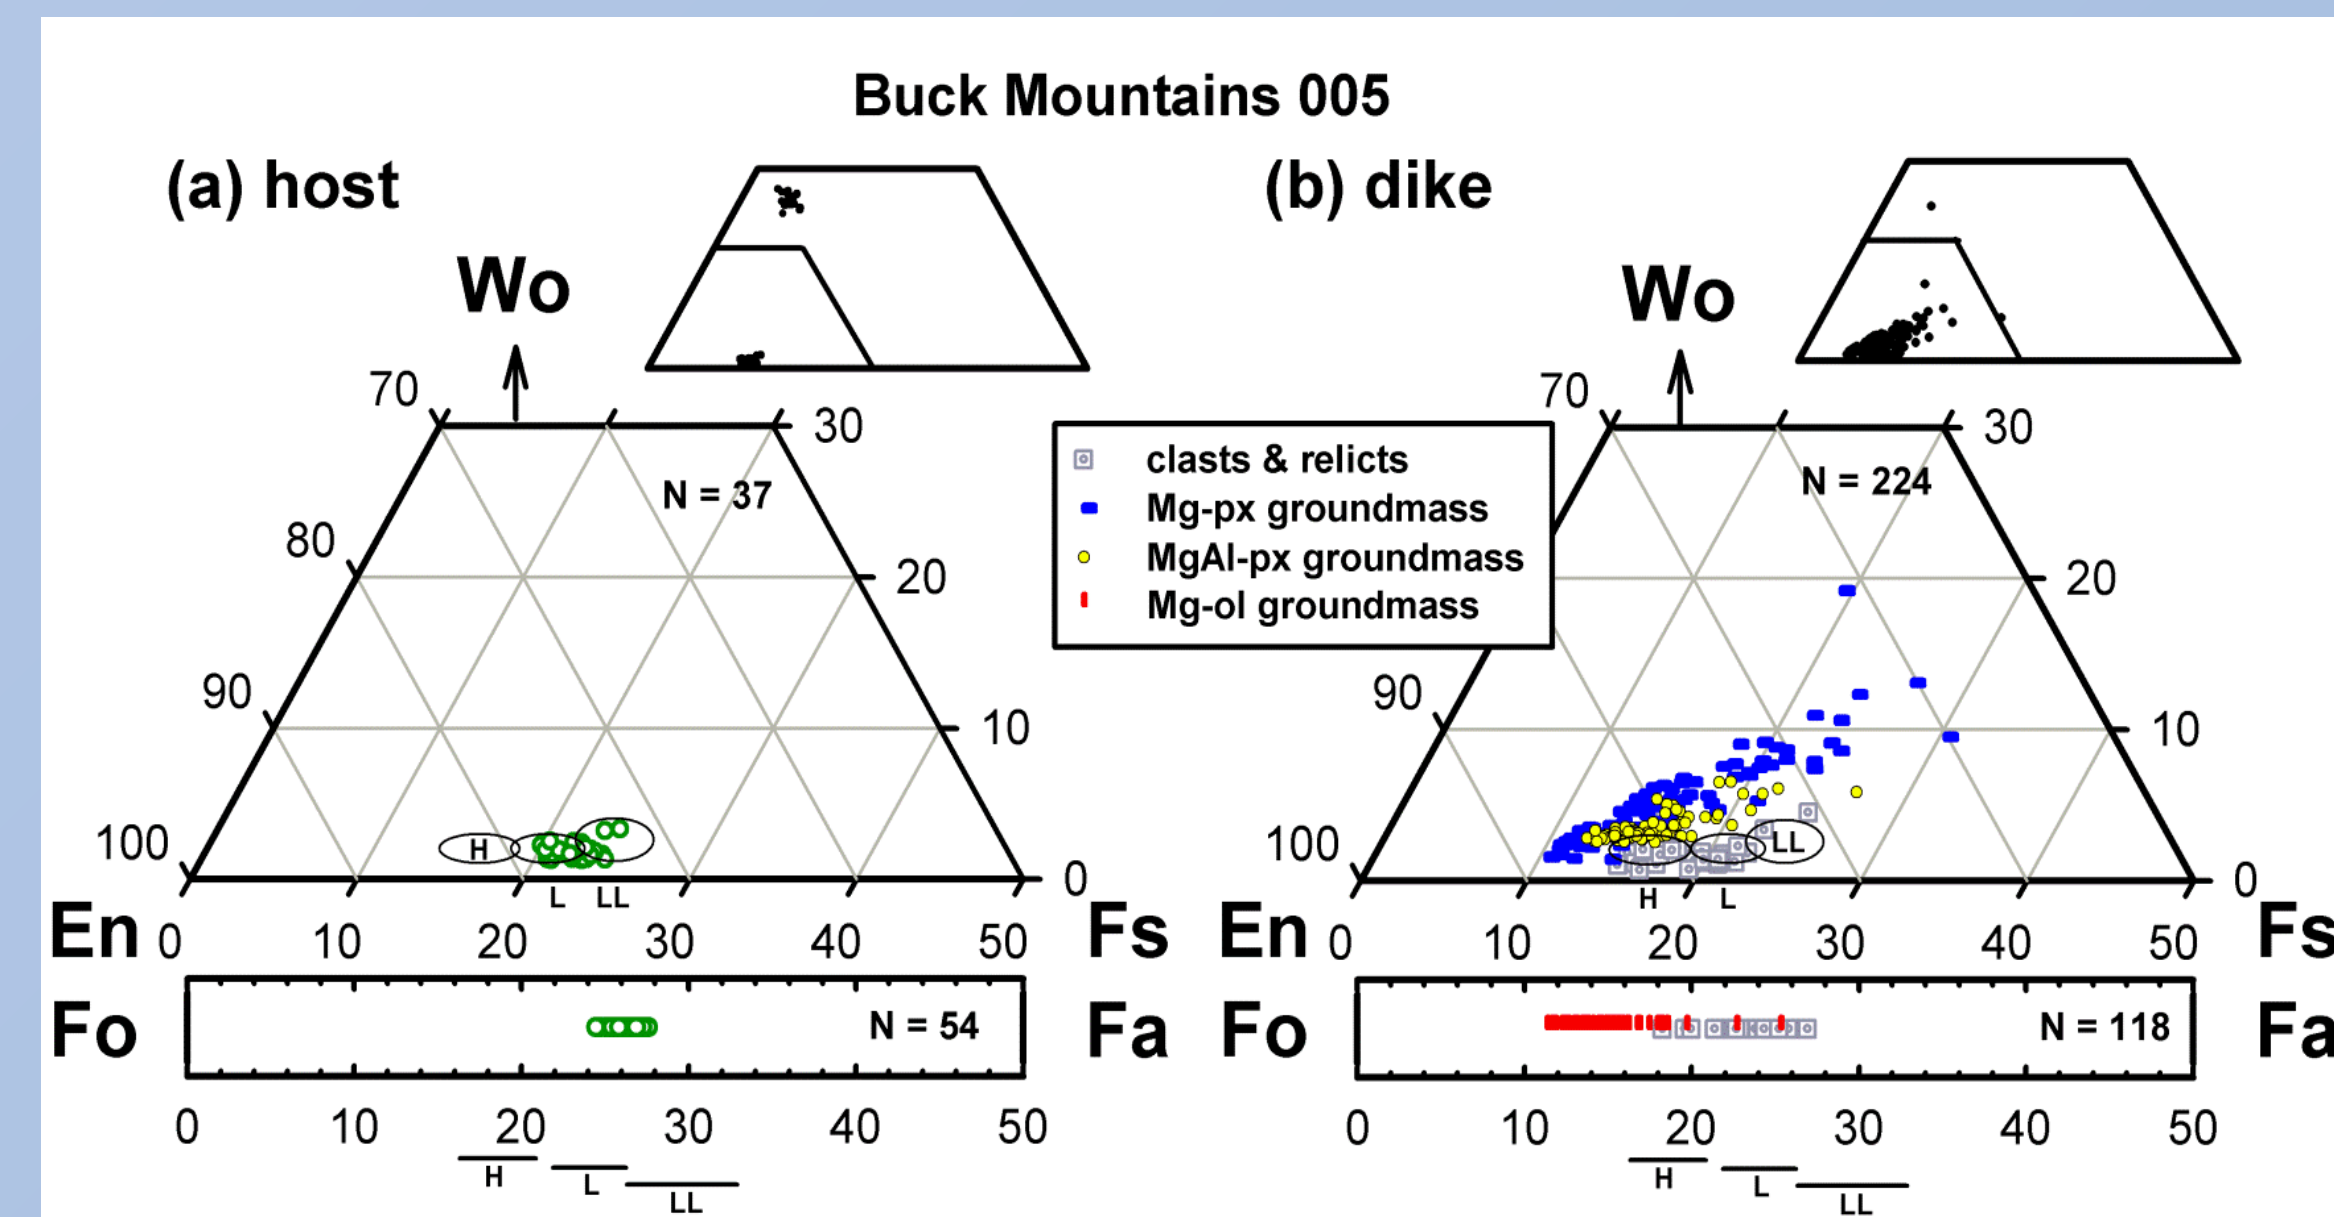 Buck Mountains 005
(a) host
(b) dike
Wo
Wo
70
30
N = 37
80
20
90
10
100
H
0
L LL
En
0 10 20 30 40 50
Fs
Fo
N = 54
Fa
0 10 20 30 40 50
H
L
LL
clasts & relicts
Mg-px groundmass
MgAl-px groundmass
Mg-ol groundmass
70
30
N = 224
20
90
10
100
LL
0
H L
En
0 10 20 30 40 50
Fs
Fo
N = 118
Fa
0 10 20 30 40 50
H
L
LL